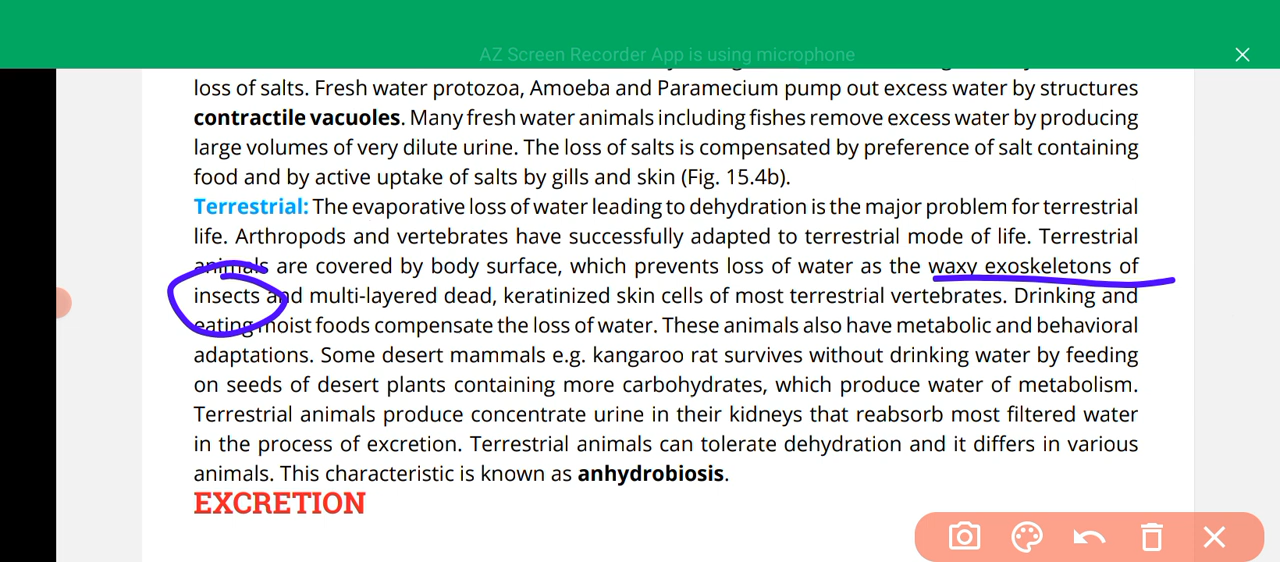 AZ Screen Recorder App is using microphone
loss of salts. Fresh water protozoa, Amoeba and Paramecium pump out excess water by structures
contractile vacuoles. Many fresh water animals including fishes remove excess water by producing
large volumes of very dilute urine. The loss of salts is compensated by preference of salt containing
food and by active uptake of salts by gills and skin (Fig. 15.4b).
Terrestrial: The evaporative loss of water leading to dehydration is the major problem for terrestrial
life. Arthropods and vertebrates have successfully adapted to terrestrial mode of life. Terrestrial
animals are covered by body surface, which prevents loss of water as the waxy exoskeletons of
insects and multi-layered dead, keratinized skin cells of most terrestrial vertebrates. Drinking and
eating moist foods compensate the loss of water. These animals also have metabolic and behavioral
adaptations. Some desert mammals e.g. kangaroo rat survives without drinking water by feeding
on seeds of desert plants containing more carbohydrates, which produce water of metabolism.
Terrestrial animals produce concentrate urine in their kidneys that reabsorb most filtered water
in the process of excretion. Terrestrial animals can tolerate dehydration and it differs in various
animals. This characteristic is known as anhydrobiosis.
EXCRETION